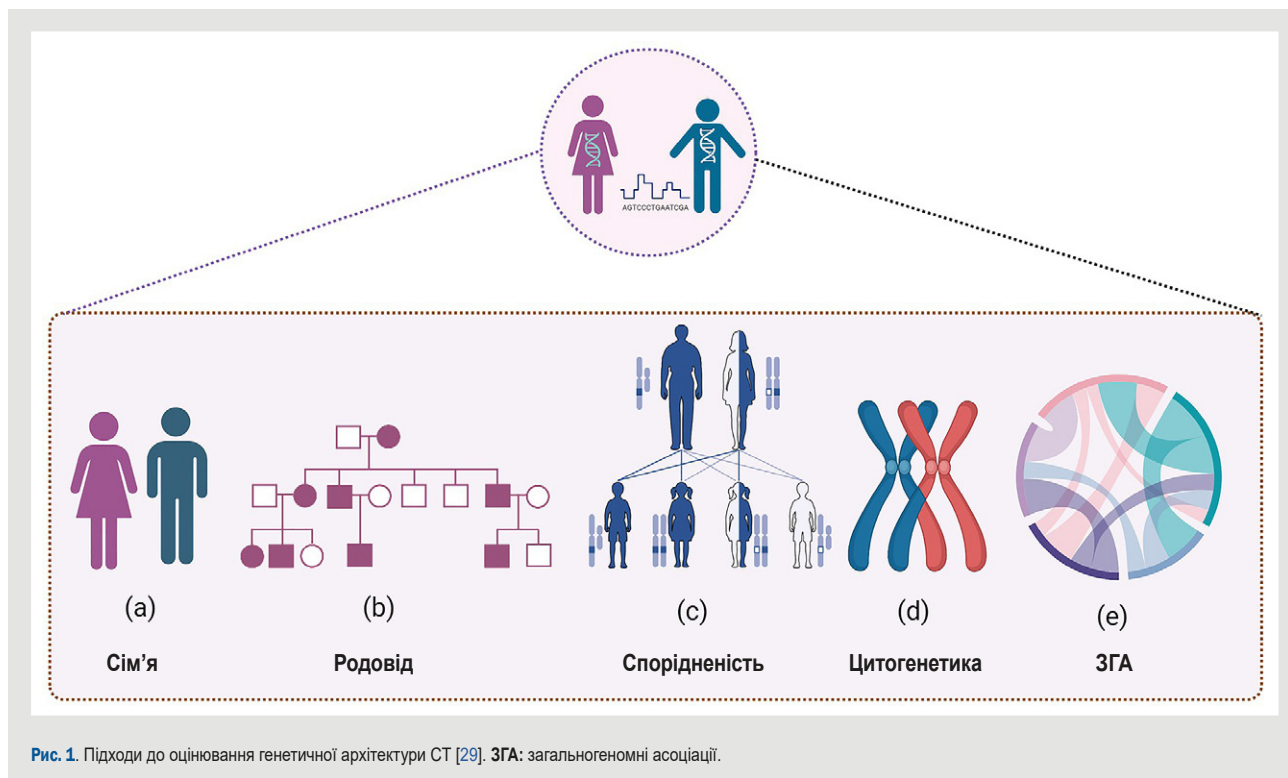 AGTCCCTGAATCGA
(a) (b) (c) (d) (e)
Сім’я Родовід Спорідненість Цитогенетика ЗГА
Рис. 1. Підходи до оцінювання генетичної архітектури СТ [29]. ЗГА: загальногеномні асоціації.